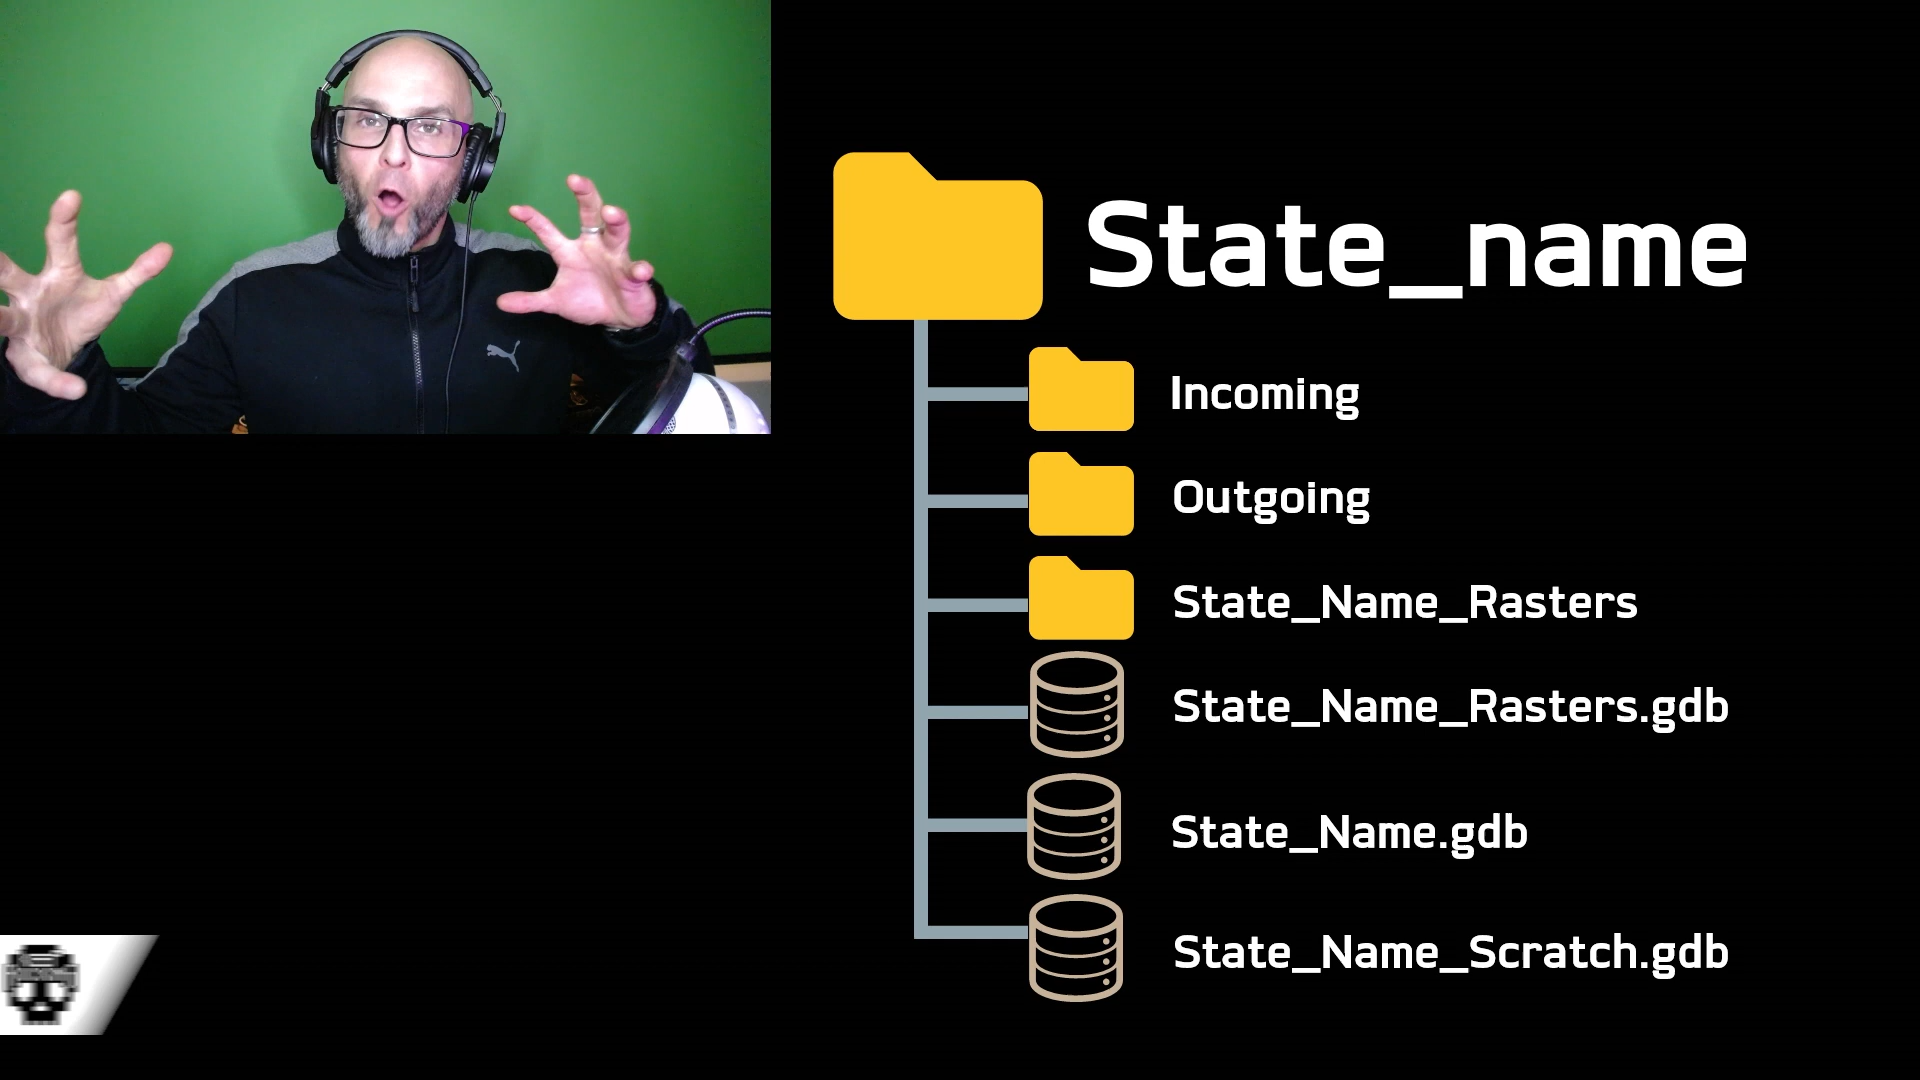 State_name
Incoming
Outgoing
State_Name_Rasters
State_Name_Rasters.gdb
State_Name.gdb
State_Name_Scratch.gdb